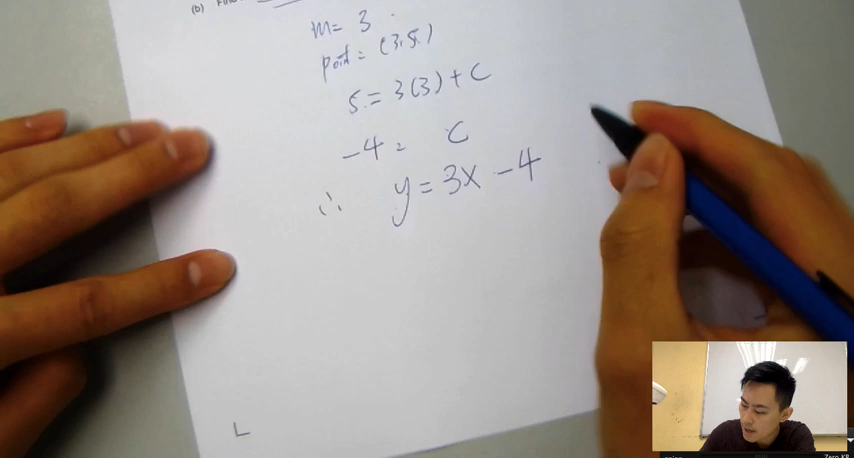 (b)
m= 3
point = (3,5)
5 = 3(3) + C
-4 = C
∴ y = 3x - 4